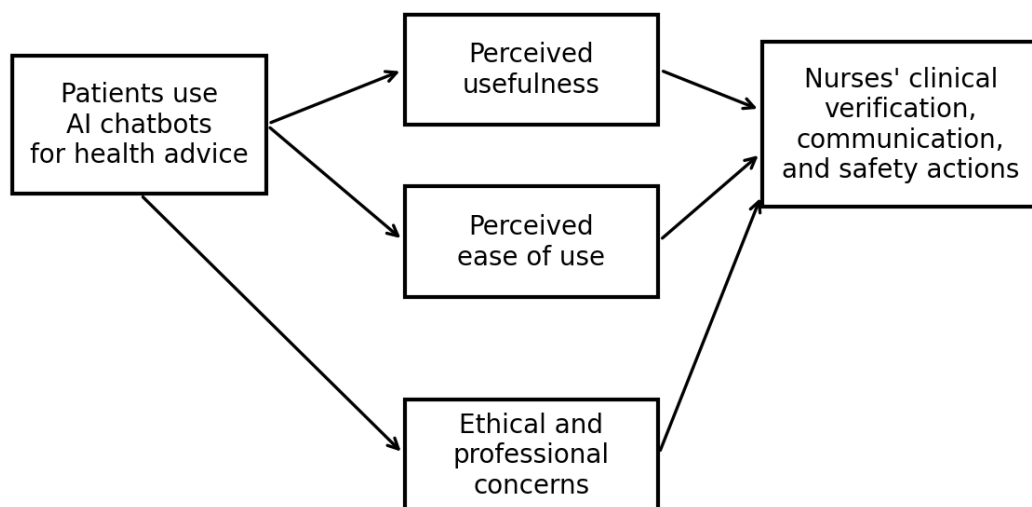 Patients use
AI chatbots
for health advice
Perceived
usefulness
Perceived
ease of use
Ethical and
professional
concerns
Nurses' clinical
verification,
communication,
and safety actions